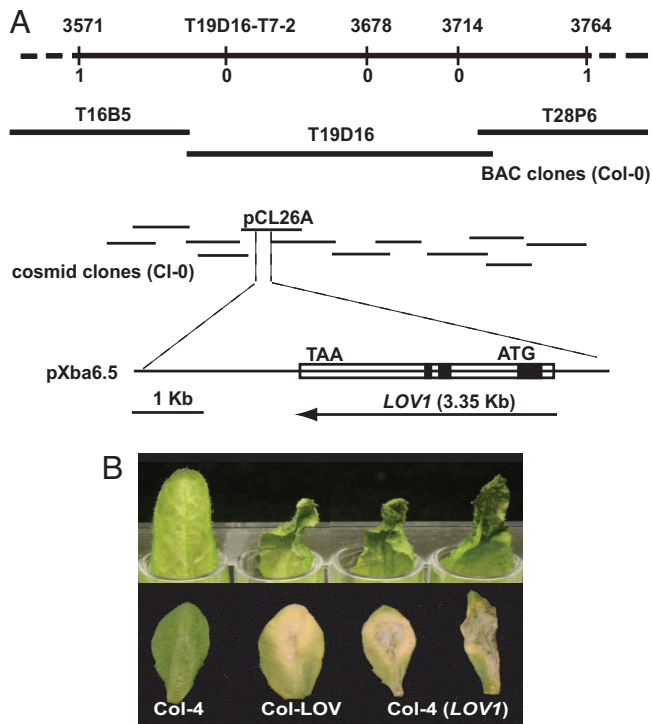 A
3571 T19D16-T7-2 3678 3714 3764
1 0 0 0 1
T16B5 T28P6
T19D16
BAC clones (Col-0)
pCL26A
cosmid clones (Cl-0)
TAA ATG
pXba6.5
1 Kb LOV1 (3.35 Kb)
B
Col-4 Col-LOV Col-4 (LOV1)